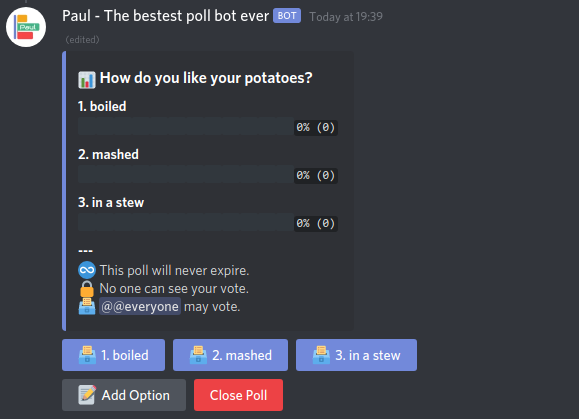 Paul
Paul - The bestest poll bot ever BOT Today at 19:39
(edited)
How do you like your potatoes?
1. boiled
0% (0)
2. mashed
0% (0)
3. in a stew
0% (0)
---
This poll will never expire.
No one can see your vote.
@@everyone may vote.
1. boiled 2. mashed 3. in a stew
Add Option Close Poll